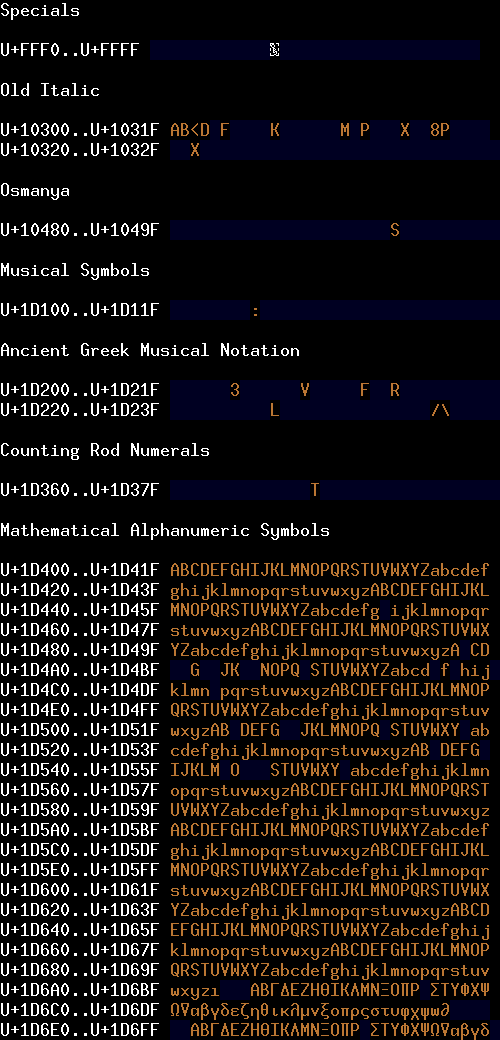 Specials
U+FFF0..U+FFFF �
Old Italic
U+10300..U+1031F AB<D F    K      M P   X  8P
U+10320..U+1032F   X
Osmanya
U+10480..U+1049F                       S
Musical Symbols
U+1D100..U+1D11F         :
Ancient Greek Musical Notation
U+1D200..U+1D21F       3      V     F  R
U+1D220..U+1D23F           L               /\
Counting Rod Numerals
U+1D360..U+1D37F               T
Mathematical Alphanumeric Symbols
U+1D400..U+1D41F ABCDEFGHIJKLMNOPQRSTUVWXYZabcdef
U+1D420..U+1D43F ghijklmnopqrstuvwxyzABCDEFGHIJKL
U+1D440..U+1D45F MNOPQRSTUVWXYZabcdefg ijklmnopqr
U+1D460..U+1D47F stuvwxyzABCDEFGHIJKLMNOPQRSTUVWX
U+1D480..U+1D49F YZabcdefghijklmnopqrstuvwxyzA CD
U+1D4A0..U+1D4BF   G  JK  NOPQ STUVWXYZabcd f hij
U+1D4C0..U+1D4DF klmn pqrstuvwxyzABCDEFGHIJKLMNOP
U+1D4E0..U+1D4FF QRSTUVWXYZabcdefghijklmnopqrstuv
U+1D500..U+1D51F wxyzAB DEFG  JKLMNOPQ STUVWXY ab
U+1D520..U+1D53F cdefghijklmnopqrstuvwxyzAB DEFG
U+1D540..U+1D55F IJKLM O   STUVWXY abcdefghijklmn
U+1D560..U+1D57F opqrstuvwxyzABCDEFGHIJKLMNOPQRST
U+1D580..U+1D59F UVWXYZabcdefghijklmnopqrstuvwxyz
U+1D5A0..U+1D5BF ABCDEFGHIJKLMNOPQRSTUVWXYZabcdef
U+1D5C0..U+1D5DF ghijklmnopqrstuvwxyzABCDEFGHIJKL
U+1D5E0..U+1D5FF MNOPQRSTUVWXYZabcdefghijklmnopqr
U+1D600..U+1D61F stuvwxyzABCDEFGHIJKLMNOPQRSTUVWX
U+1D620..U+1D63F YZabcdefghijklmnopqrstuvwxyzABCD
U+1D640..U+1D65F EFGHIJKLMNOPQRSTUVWXYZabcdefghij
U+1D660..U+1D67F klmnopqrstuvwxyzABCDEFGHIJKLMNOP
U+1D680..U+1D69F QRSTUVWXYZabcdefghijklmnopqrstuv
U+1D6A0..U+1D6BF wxyzı   ΑΒΓΔΕΖΗΘΙΚΛΜΝΞΟΠΡ ΣΤΥΦΧΨ
U+1D6C0..U+1D6DF Ω∇αβγδεζηθικλμνξοπρςστυφχψω∂
U+1D6E0..U+1D6FF   ΑΒΓΔΕΖΗΘΙΚΛΜΝΞΟΠΡ ΣΤΥΦΧΨΩ∇αβγδ